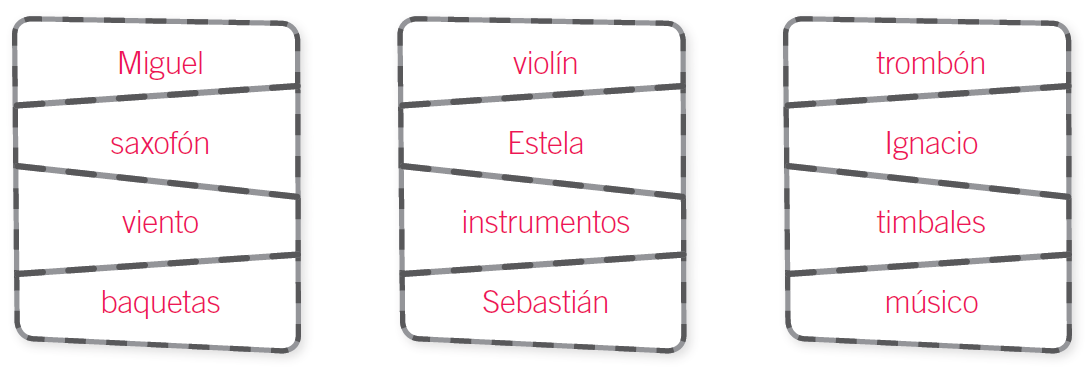 Miguel
saxofón
viento
baquetas
violín
Estela
instrumentos
Sebastián
trombón
Ignacio
timbales
músico